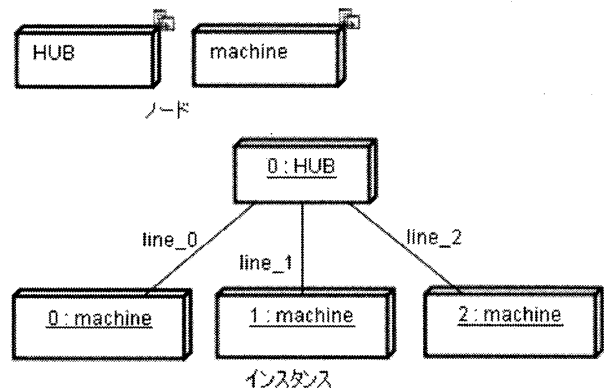 HUB
machine
ノード
0 : HUB
line_0
line_1
line_2
0 : machine
1 : machine
2 : machine
インスタンス